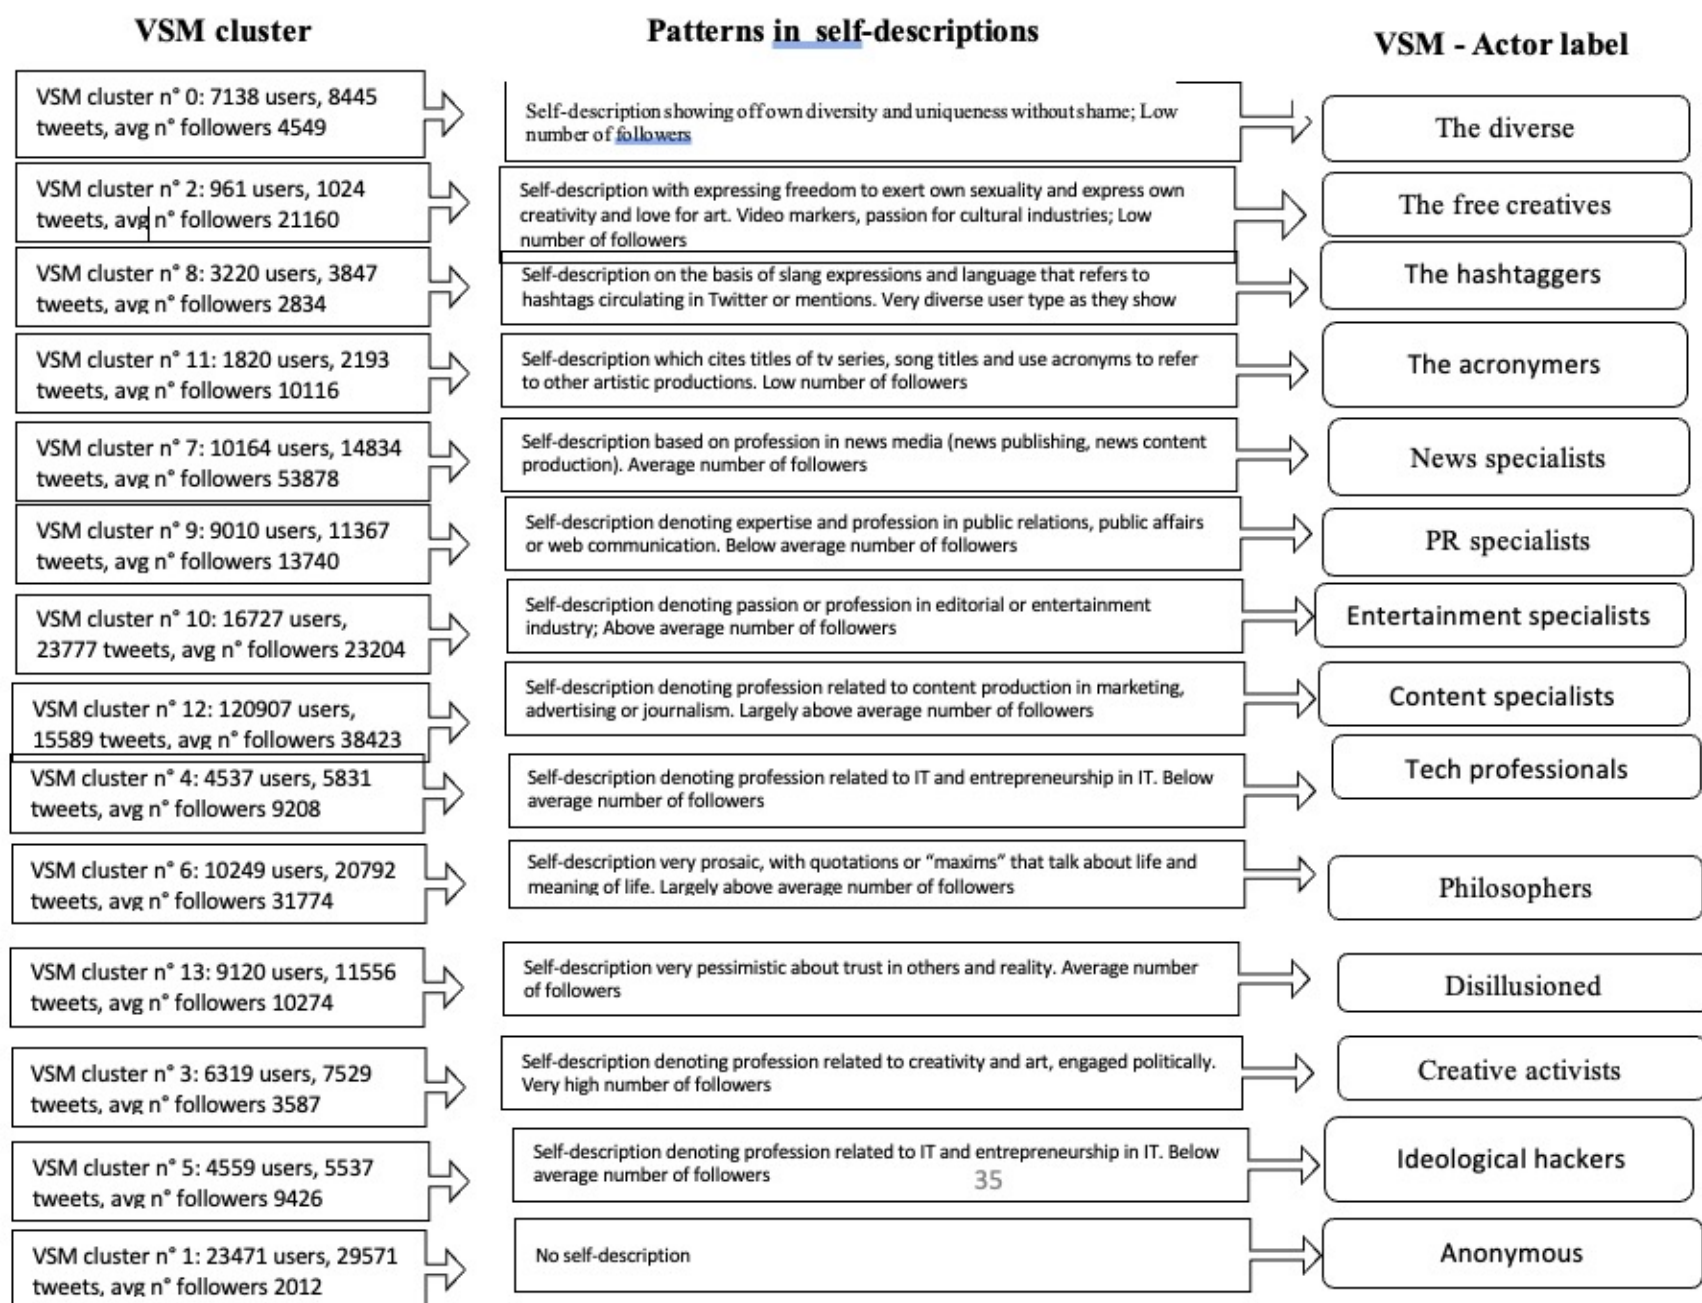 VSM cluster
Patterns in self-descriptions
VSM - Actor label
VSM cluster n° 0: 7138 users, 8445
tweets, avg n° followers 4549
Self-description showing off own diversity and uniqueness without shame; Low
number of followers
The diverse
VSM cluster n° 2: 961 users, 1024
tweets, avg n° followers 21160
Self-description with expressing freedom to exert own sexuality and express own
creativity and love for art. Video markers, passion for cultural industries; Low
number of followers
The free creatives
VSM cluster n° 8: 3220 users, 3847
tweets, avg n° followers 2834
Self-description on the basis of slang expressions and language that refers to
hashtags circulating in Twitter or mentions. Very diverse user type as they show
The hashtaggers
VSM cluster n° 11: 1820 users, 2193
tweets, avg n° followers 10116
Self-description which cites titles of tv series, song titles and use acronyms to refer
to other artistic productions. Low number of followers
The acronymers
VSM cluster n° 7: 10164 users, 14834
tweets, avg n° followers 53878
Self-description based on profession in news media (news publishing, news content
production). Average number of followers
News specialists
VSM cluster n° 9: 9010 users, 11367
tweets, avg n° followers 13740
Self-description denoting expertise and profession in public relations, public affairs
or web communication. Below average number of followers
PR specialists
VSM cluster n° 10: 16727 users,
23777 tweets, avg n° followers 23204
Self-description denoting passion or profession in editorial or entertainment
industry; Above average number of followers
Entertainment specialists
VSM cluster n° 12: 120907 users,
15589 tweets, avg n° followers 38423
Self-description denoting profession related to content production in marketing,
advertising or journalism. Largely above average number of followers
Content specialists
VSM cluster n° 4: 4537 users, 5831
tweets, avg n° followers 9208
Self-description denoting profession related to IT and entrepreneurship in IT. Below
average number of followers
Tech professionals
VSM cluster n° 6: 10249 users, 20792
tweets, avg n° followers 31774
Self-description very prosaic, with quotations or “maxims” that talk about life and
meaning of life. Largely above average number of followers
Philosophers
VSM cluster n° 13: 9120 users, 11556
tweets, avg n° followers 10274
Self-description very pessimistic about trust in others and reality. Average number
of followers
Disillusioned
VSM cluster n° 3: 6319 users, 7529
tweets, avg n° followers 3587
Self-description denoting profession related to creativity and art, engaged politically.
Very high number of followers
Creative activists
VSM cluster n° 5: 4559 users, 5537
tweets, avg n° followers 9426
Self-description denoting profession related to IT and entrepreneurship in IT. Below
average number of followers
35
Ideological hackers
VSM cluster n° 1: 23471 users, 29571
tweets, avg n° followers 2012
No self-description
Anonymous